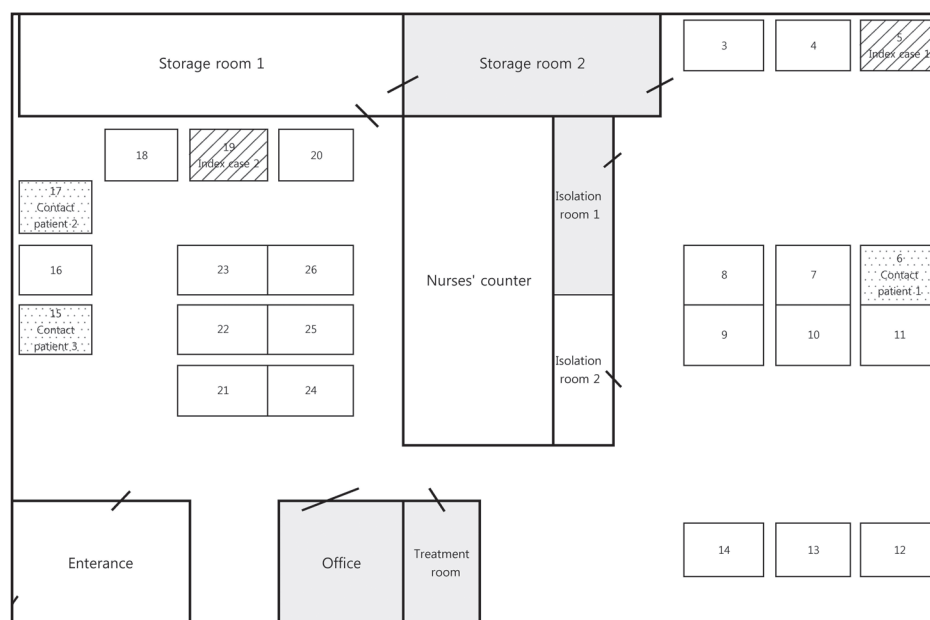 Storage room 1
Storage room 2
3
4
5
Index case 1
18
19
Index case 2
20
17
Contact
patient 2
16
15
Contact
patient 3
23
26
22
25
21
24
Nurses' counter
Isolation
room 1
Isolation
room 2
8
7
6
Contact
patient 1
9
10
11
Enterance
Office
Treatment
room
14
13
12